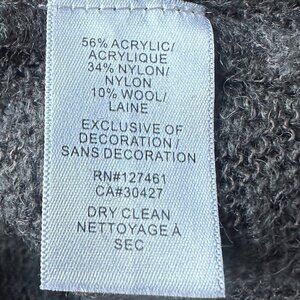 56% ACRYLIC/
ACRYLIQUE
34% NYLON/
NYLON
10% WOOL/
LAINE
EXCLUSIVE OF
DECORATION/
SANS DECORATION
RN#127461
CA#30427
DRY CLEAN
NETTOYAGE À
SEC